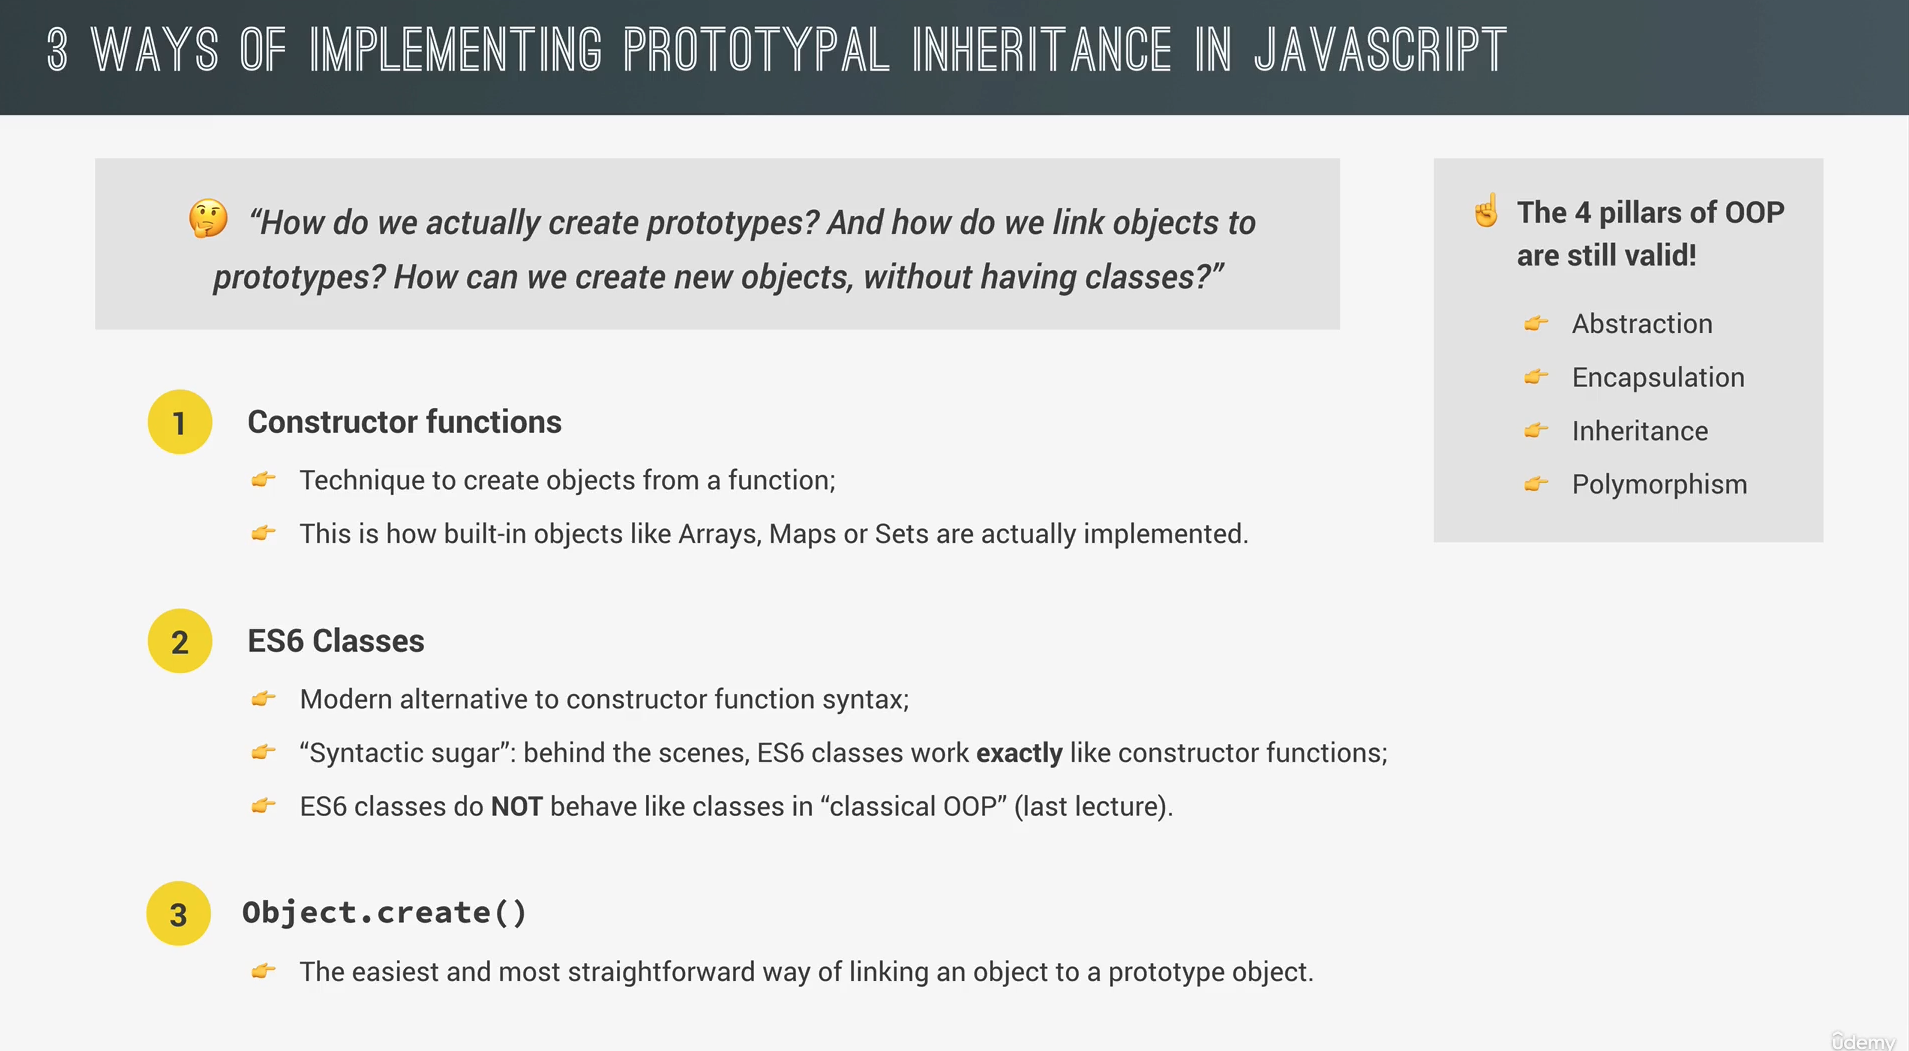 3 WAYS OF IMPLEMENTING PROTOTYPAL INHERITANCE IN JAVASCRIPT
“How do we actually create prototypes? And how do we link objects to
prototypes? How can we create new objects, without having classes?”
1
Constructor functions
Technique to create objects from a function;
This is how built-in objects like Arrays, Maps or Sets are actually implemented.
2
ES6 Classes
Modern alternative to constructor function syntax;
“Syntactic sugar”: behind the scenes, ES6 classes work exactly like constructor functions;
ES6 classes do NOT behave like classes in “classical OOP” (last lecture).
3
Object.create()
The easiest and most straightforward way of linking an object to a prototype object.
The 4 pillars of OOP
are still valid!
Abstraction
Encapsulation
Inheritance
Polymorphism
udemy